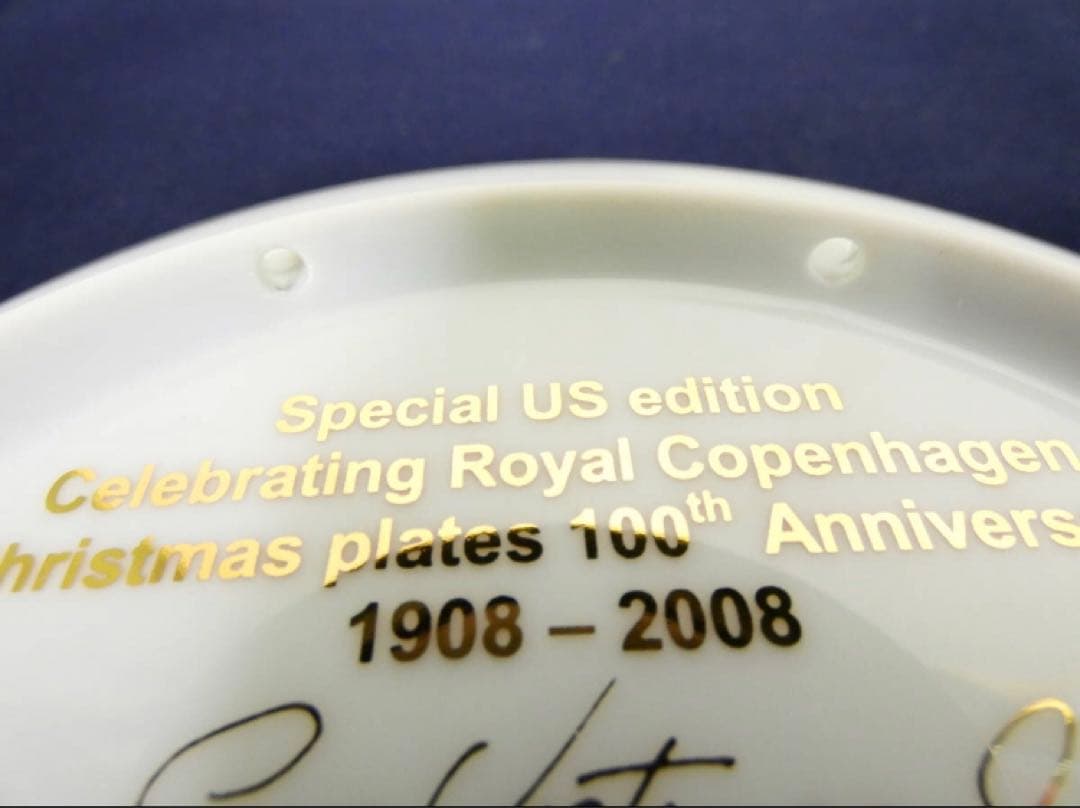 Special US edition
Celebrating Royal Copenhagen
hristmas plates 100th Annivers
1908 – 2008